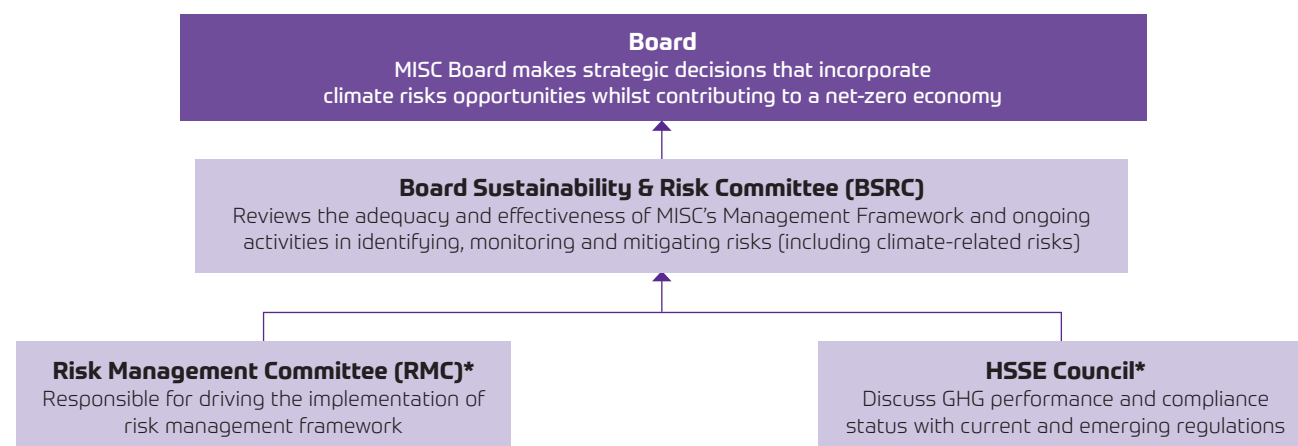 Board
MISC Board makes strategic decisions that incorporate
climate risks opportunities whilst contributing to a net-zero economy
Board Sustainability & Risk Committee (BSRC)
Reviews the adequacy and effectiveness of MISC's Management Framework and ongoing
activities in identifying, monitoring and mitigating risks (including climate-related risks)
Risk Management Committee (RMC)*
Responsible for driving the implementation of
risk management framework
HSSE Council*
Discuss GHG performance and compliance
status with current and emerging regulations